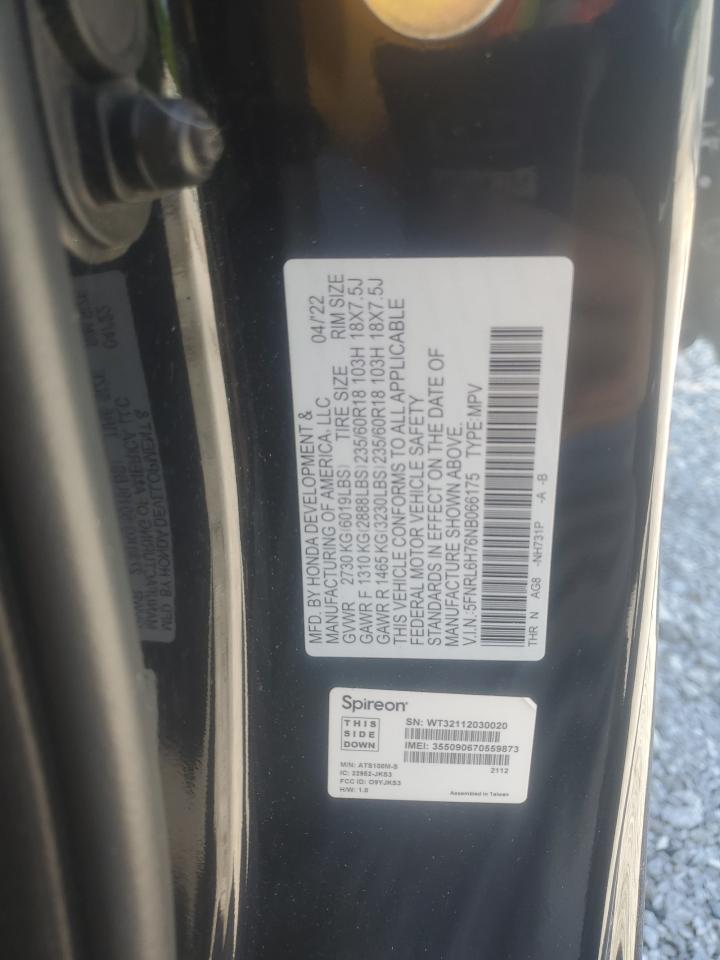 MFD. BY HONDA DEVELOPMENT &
MANUFACTURING OF AMERICA, LLC 04/'22
GVWR 2730 KG(6019LBS) TIRE SIZE RIM SIZE
GAWR F 1310 KG(2888LBS)235/60R18 103H 18X7.5J
GAWR R 1465 KG(3230LBS)235/60R18 103H 18X7.5J
THIS VEHICLE CONFORMS TO ALL APPLICABLE
FEDERAL MOTOR VEHICLE SAFETY
STANDARDS IN EFFECT ON THE DATE OF
MANUFACTURE SHOWN ABOVE.
V.I.N.:5FNRL6H76NB066175 TYPE:MPV
THR N AG8 -NH731P -A -B
Spireon
THIS
SIDE
DOWN
SN: WT32112030020
IMEI: 355090670559873
2112
M/N: ATS100M-S
IC: 22952-JKS3
FCC ID: O9YJKS3
H/W: 1.0
Assembled in Taiwan